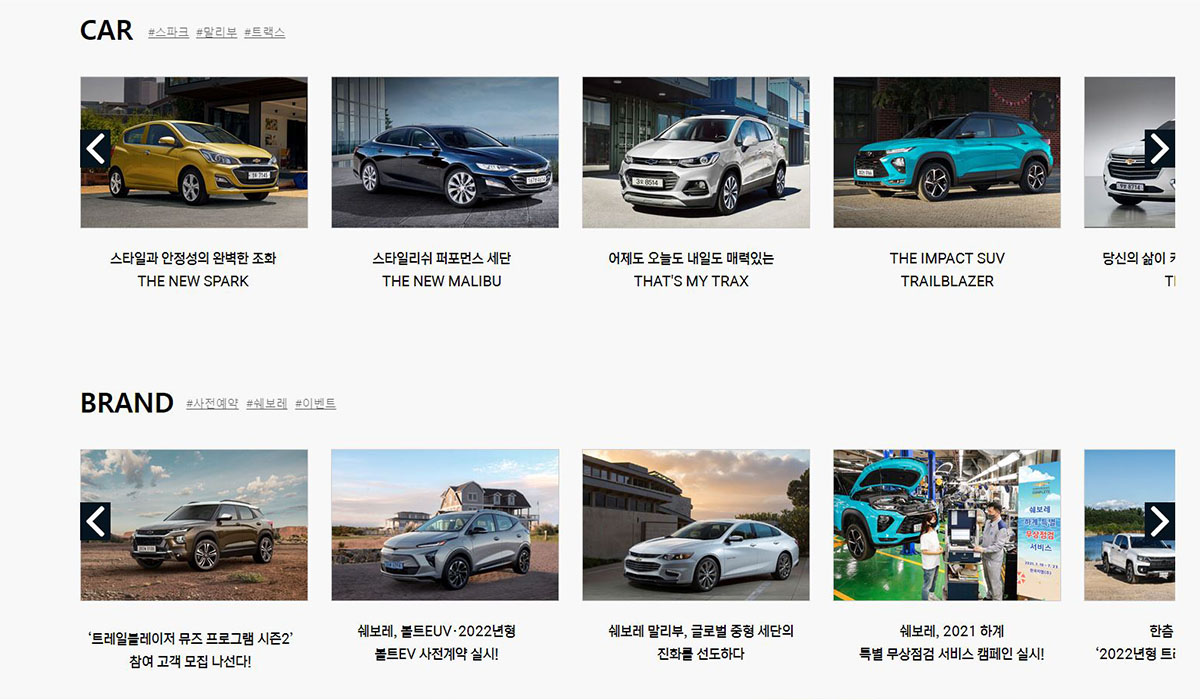 CAR #스파크 #말리부 #트랙스
스타일과 안정성의 완벽한 조화
THE NEW SPARK
스타일리쉬 퍼포먼스 세단
THE NEW MALIBU
어제도 오늘도 내일도 매력있는
THAT'S MY TRAX
THE IMPACT SUV
TRAILBLAZER
당신의 삶이
BRAND #사전예약 #쉐보레 #이벤트
쉐보레
하계 특별
무상점검
서비스
‘트레일블레이저 뮤즈 프로그램 시즌2’
참여 고객 모집 나선다!
쉐보레, 볼트EUV·2022년형
볼트EV 사전계약 실시!
쉐보레 말리부, 글로벌 중형 세단의
진화를 선도하다
쉐보레, 2021 하계
특별 무상점검 서비스 캠페인 실시!
한층
‘2022년형